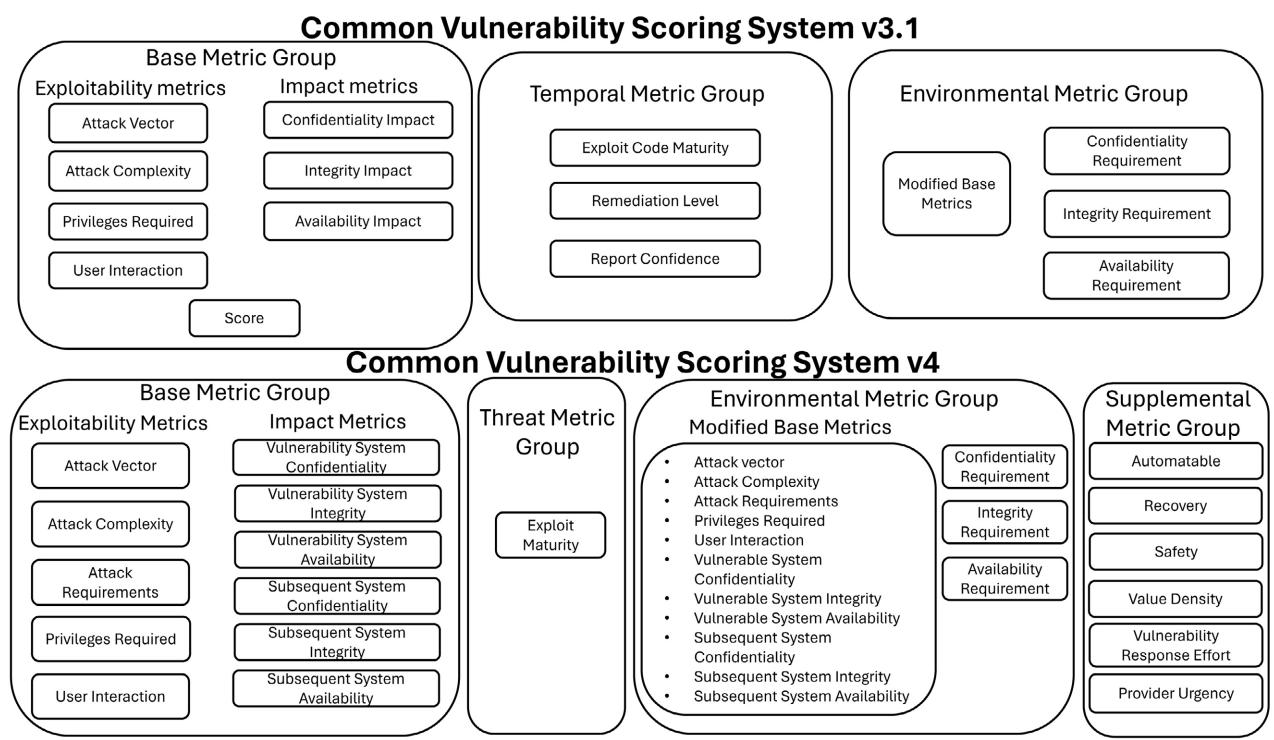 Common Vulnerability Scoring System v3.1
Base Metric Group
Exploitability metrics
Attack Vector
Attack Complexity
Privileges Required
User Interaction
Impact metrics
Confidentiality Impact
Integrity Impact
Availability Impact
Score
Temporal Metric Group
Exploit Code Maturity
Remediation Level
Report Confidence
Environmental Metric Group
Modified Base
Metrics
Confidentiality
Requirement
Integrity Requirement
Availability
Requirement
Common Vulnerability Scoring System v4
Base Metric Group
Exploitability Metrics
Attack Vector
Attack Complexity
Attack
Requirements
Privileges Required
User Interaction
Impact Metrics
Vulnerability System
Confidentiality
Vulnerability System
Integrity
Vulnerability System
Availability
Subsequent System
Confidentiality
Subsequent System
Integrity
Subsequent System
Availability
Threat Metric
Group
Exploit
Maturity
Environmental Metric Group
Modified Base Metrics
• Attack vector
• Attack Complexity
• Attack Requirements
• Privileges Required
• User Interaction
• Vulnerable System
Confidentiality
• Vulnerable System Integrity
• Vulnerable System Availability
• Subsequent System
Confidentiality
• Subsequent System Integrity
• Subsequent System Availability
Confidentiality
Requirement
Integrity
Requirement
Availability
Requirement
Supplemental
Metric Group
Automatable
Recovery
Safety
Value Density
Vulnerability
Response Effort
Provider Urgency